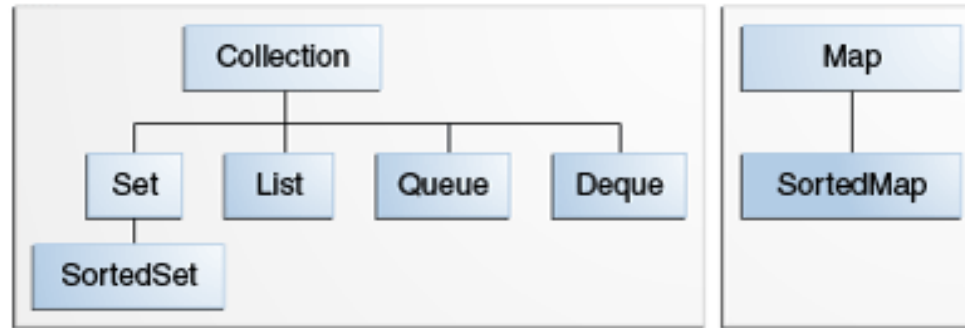 Collection
Map
Set
List
Queue
Deque
SortedMap
SortedSet